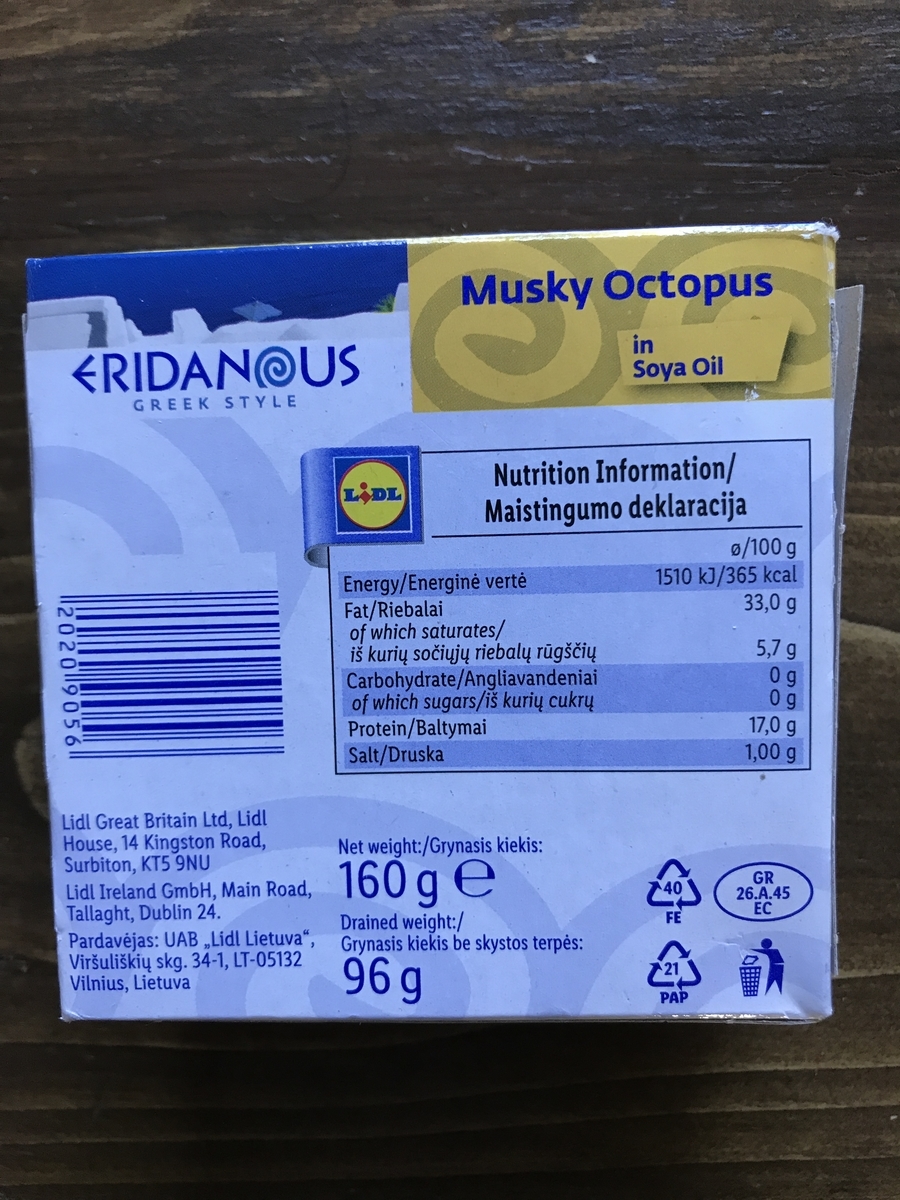 Musky Octopus
in
Soya Oil
ERIDANOUS
GREEK STYLE
LiDL
Nutrition Information/
Maistingumo deklaracija
ø/100 g
Energy/Energinė vertė 1510 kJ/365 kcal
Fat/Riebalai 33,0 g
of which saturates/
iš kurių sočiųjų riebalų rūgščių 5,7 g
Carbohydrate/Angliavandeniai 0 g
of which sugars/iš kurių cukrų 0 g
Protein/Baltymai 17,0 g
Salt/Druska 1,00 g
20209056
Lidl Great Britain Ltd, Lidl
House, 14 Kingston Road,
Surbiton, KT5 9NU
Lidl Ireland GmbH, Main Road,
Tallaght, Dublin 24.
Pardavėjas: UAB „Lidl Lietuva“,
Viršuliškių skg. 34-1, LT-05132
Vilnius, Lietuva
Net weight:/Grynasis kiekis:
160 g e
Drained weight:/
Grynasis kiekis be skystos terpės:
96 g
40
FE
GR
26.A.45
EC
21
PAP